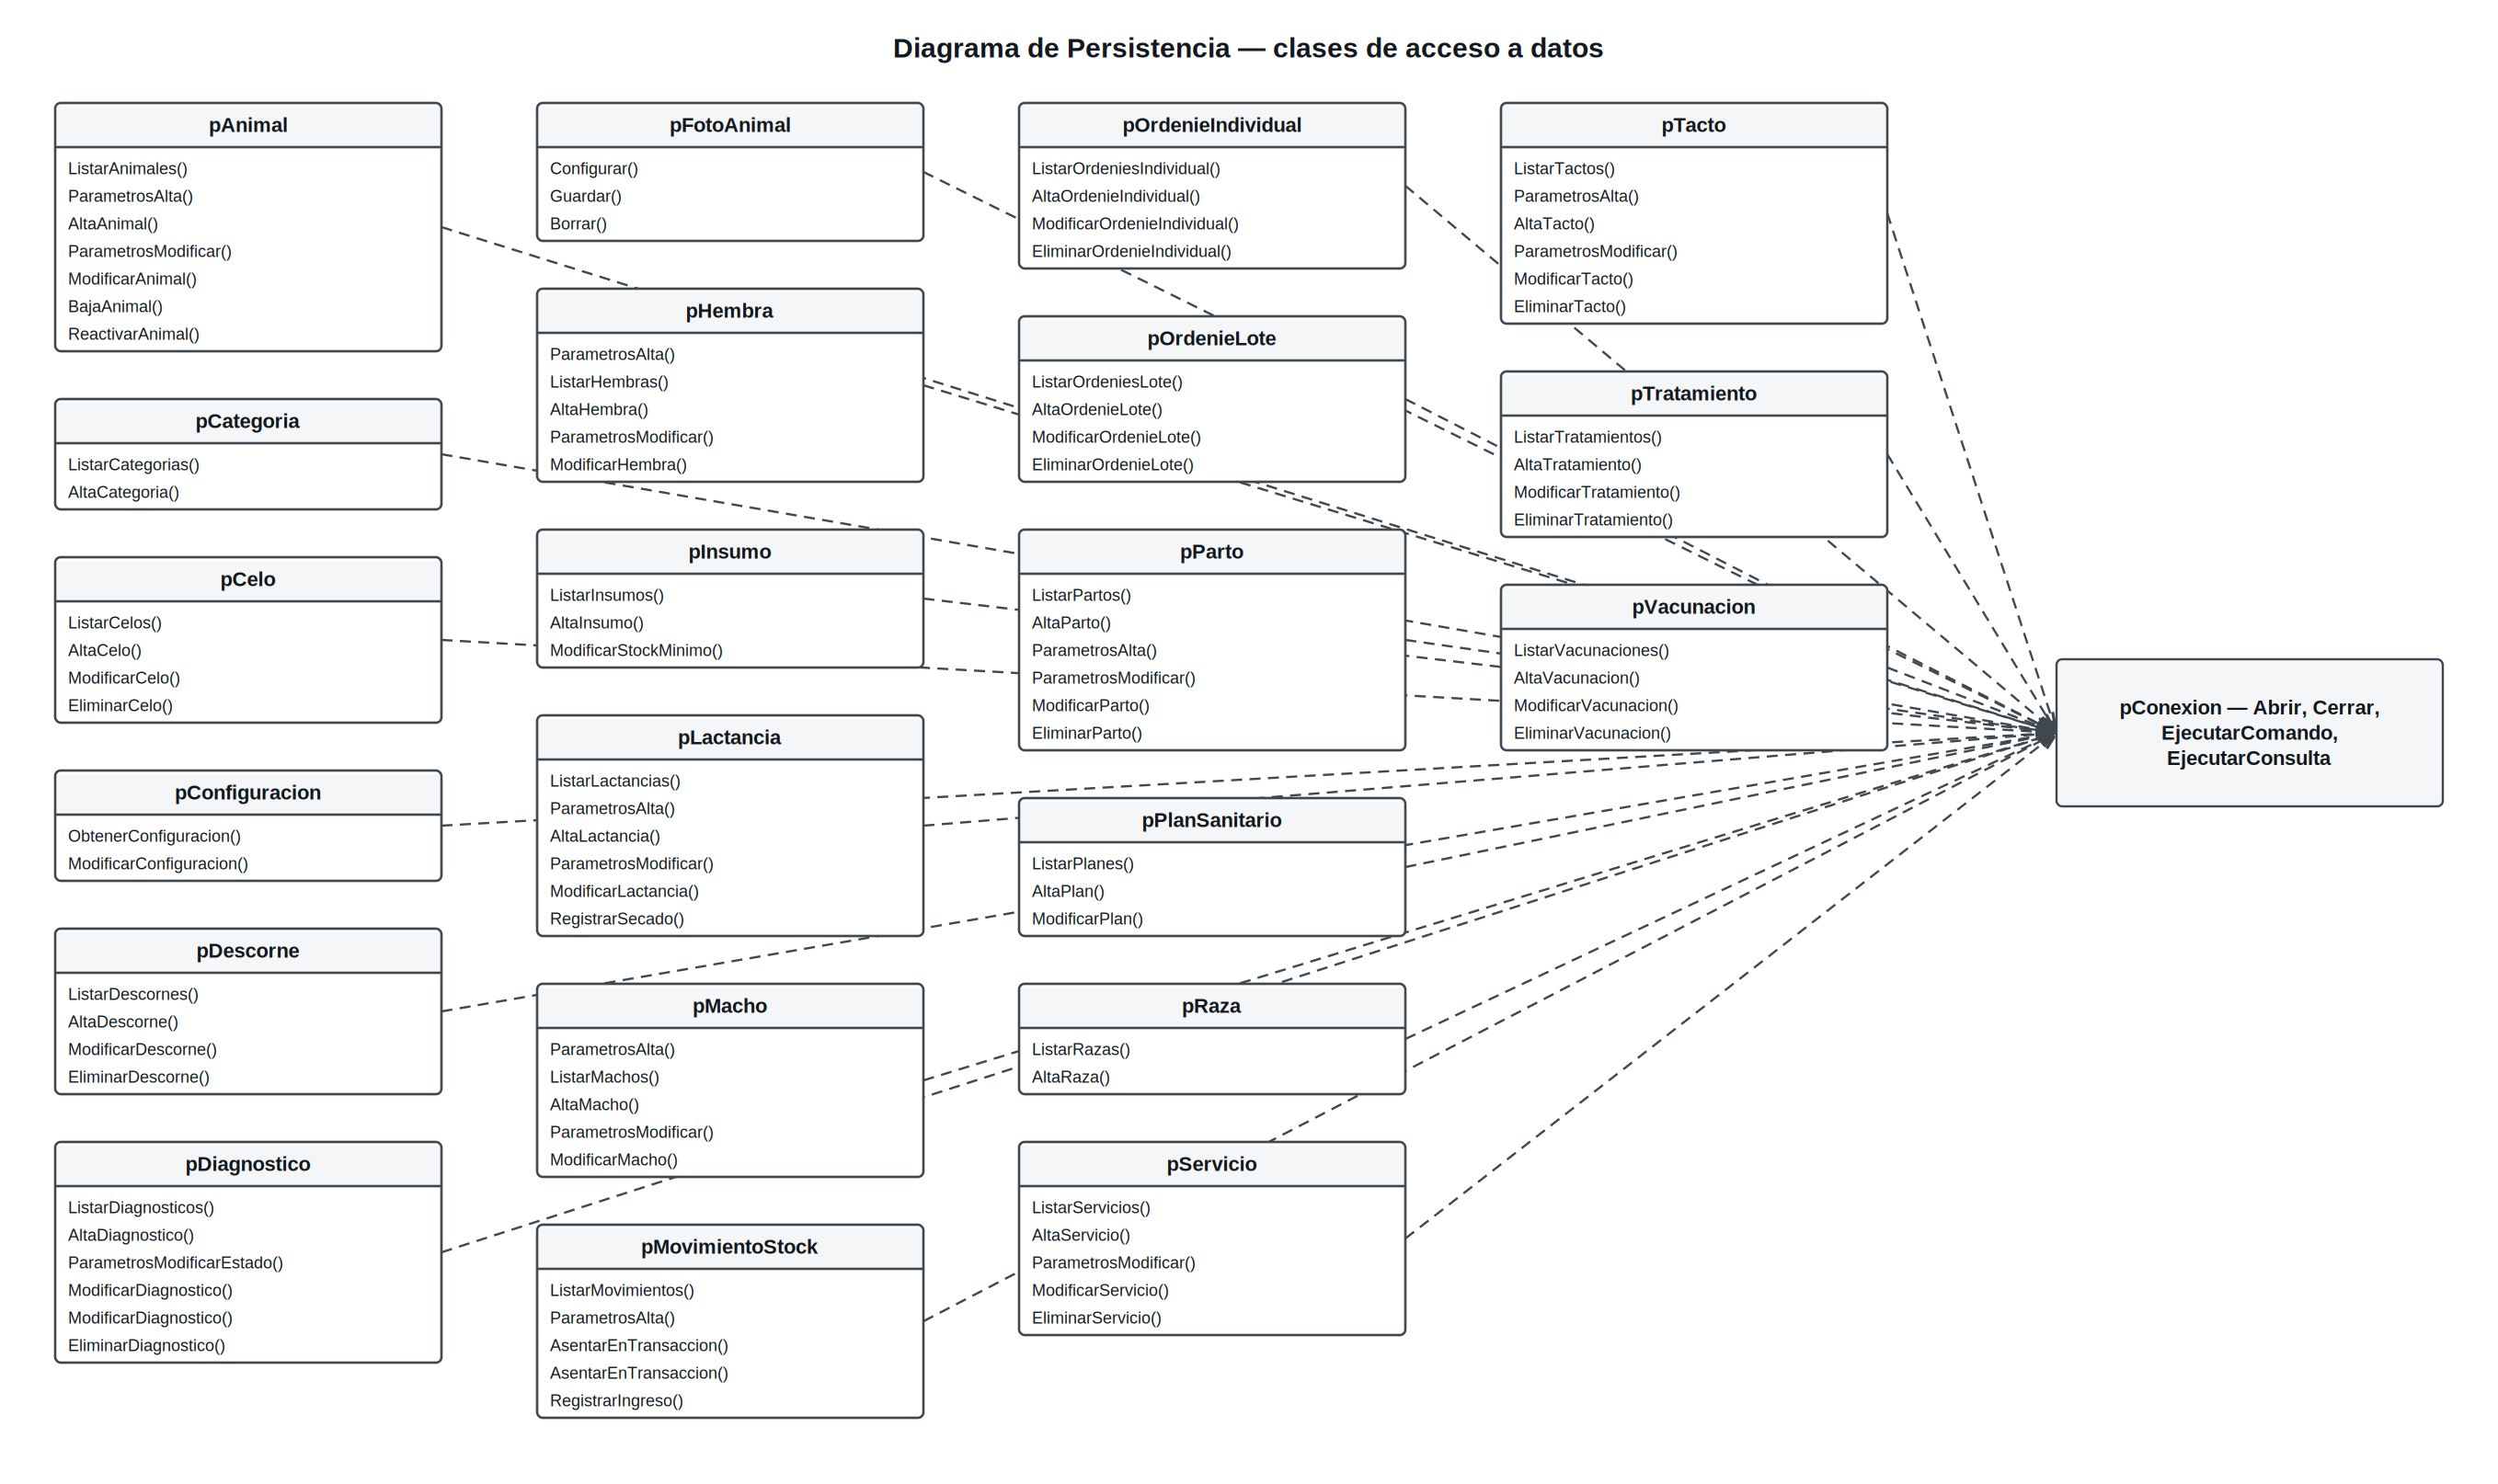 Diagrama de Persistencia — clases de acceso a datos
pAnimal
ListarAnimales()
ParametrosAlta()
AltaAnimal()
ParametrosModificar()
ModificarAnimal()
BajaAnimal()
ReactivarAnimal()
pCategoria
ListarCategorias()
AltaCategoria()
pCelo
ListarCelos()
AltaCelo()
ModificarCelo()
EliminarCelo()
pConfiguracion
ObtenerConfiguracion()
ModificarConfiguracion()
pDescorne
ListarDescornes()
AltaDescorne()
ModificarDescorne()
EliminarDescorne()
pDiagnostico
ListarDiagnosticos()
AltaDiagnostico()
ParametrosModificarEstado()
ModificarDiagnostico()
ModificarDiagnostico()
EliminarDiagnostico()
pFotoAnimal
Configurar()
Guardar()
Borrar()
pHembra
ParametrosAlta()
ListarHembras()
AltaHembra()
ParametrosModificar()
ModificarHembra()
pInsumo
ListarInsumos()
AltaInsumo()
ModificarStockMinimo()
pLactancia
ListarLactancias()
ParametrosAlta()
AltaLactancia()
ParametrosModificar()
ModificarLactancia()
RegistrarSecado()
pMacho
ParametrosAlta()
ListarMachos()
AltaMacho()
ParametrosModificar()
ModificarMacho()
pMovimientoStock
ListarMovimientos()
ParametrosAlta()
AsentarEnTransaccion()
AsentarEnTransaccion()
RegistrarIngreso()
pOrdenieIndividual
ListarOrdeniesIndividual()
AltaOrdenieIndividual()
ModificarOrdenieIndividual()
EliminarOrdenieIndividual()
pOrdenieLote
ListarOrdeniesLote()
AltaOrdenieLote()
ModificarOrdenieLote()
EliminarOrdenieLote()
pParto
ListarPartos()
AltaParto()
ParametrosAlta()
ParametrosModificar()
ModificarParto()
EliminarParto()
pPlanSanitario
ListarPlanes()
AltaPlan()
ModificarPlan()
pRaza
ListarRazas()
AltaRaza()
pServicio
ListarServicios()
AltaServicio()
ParametrosModificar()
ModificarServicio()
EliminarServicio()
pTacto
ListarTactos()
ParametrosAlta()
AltaTacto()
ParametrosModificar()
ModificarTacto()
EliminarTacto()
pTratamiento
ListarTratamientos()
AltaTratamiento()
ModificarTratamiento()
EliminarTratamiento()
pVacunacion
ListarVacunaciones()
AltaVacunacion()
ModificarVacunacion()
EliminarVacunacion()
pConexion — Abrir, Cerrar,
EjecutarComando,
EjecutarConsulta